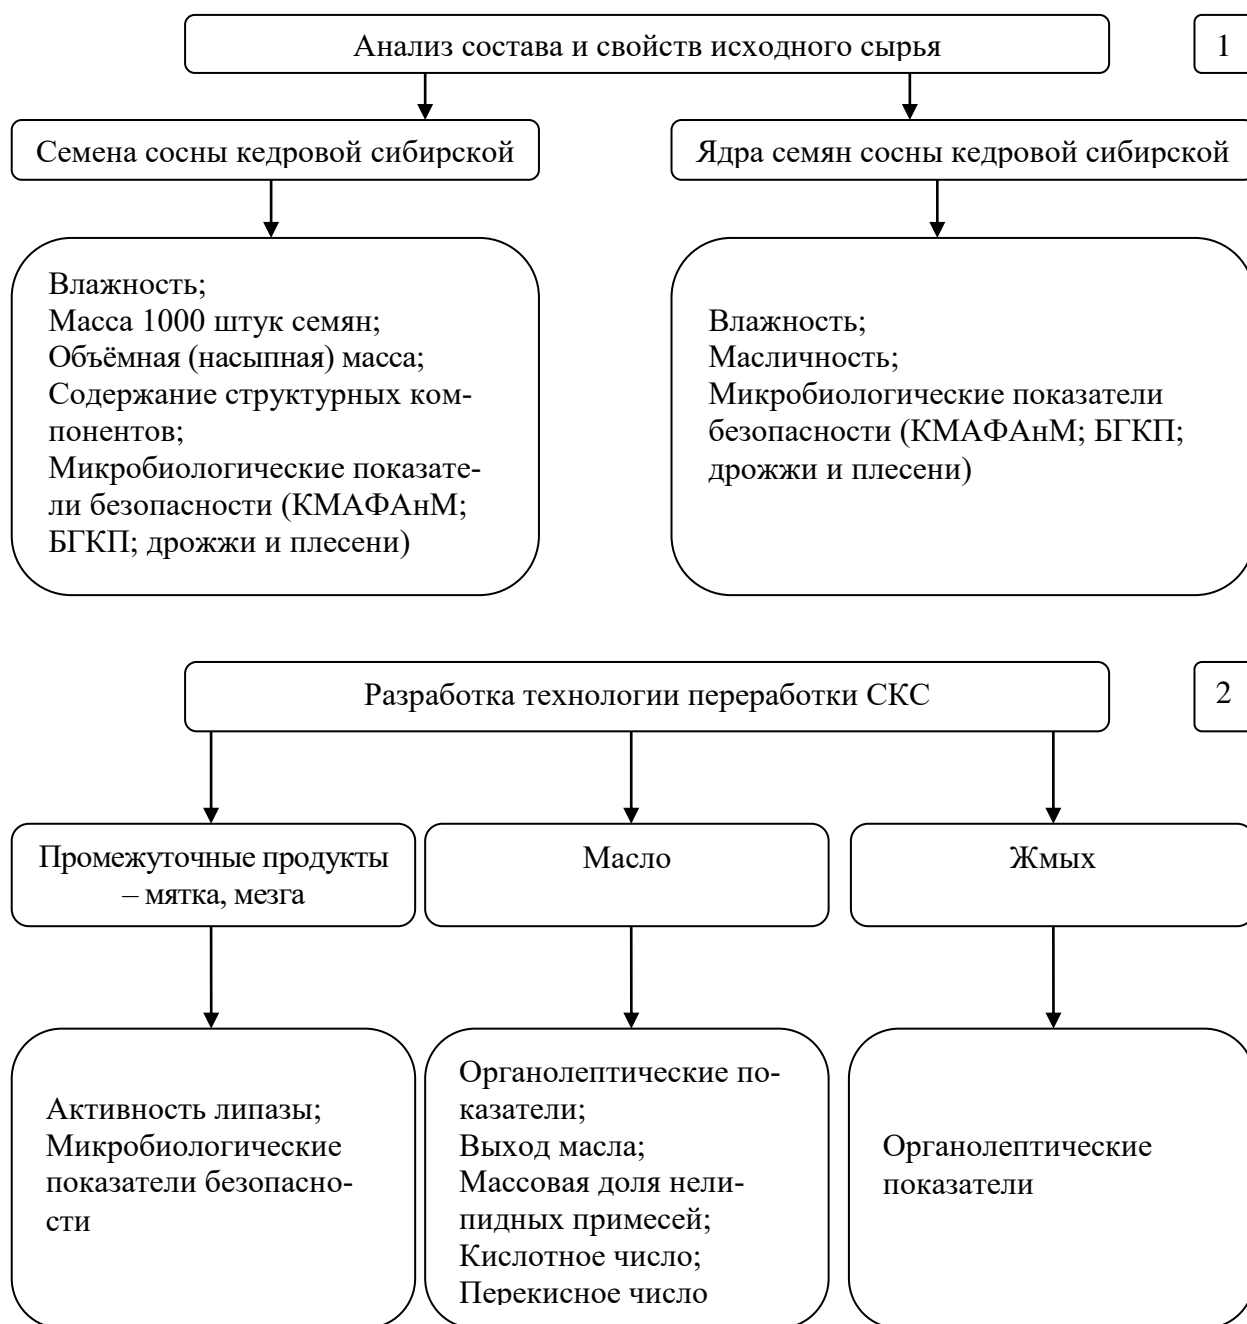 Анализ состава и свойств исходного сырья
1
Семена сосны кедровой сибирской
Ядра семян сосны кедровой сибирской
Влажность;
Масса 1000 штук семян;
Объёмная (насыпная) масса;
Содержание структурных ком-
понентов;
Микробиологические показате-
ли безопасности (КМАФАнМ;
БГКП; дрожжи и плесени)
Влажность;
Масличность;
Микробиологические показатели
безопасности (КМАФАнМ; БГКП;
дрожжи и плесени)
Разработка технологии переработки СКС
2
Промежуточные продукты
– мятка, мезга
Масло
Жмых
Активность липазы;
Микробиологические
показатели безопасно-
сти
Органолептические по-
казатели;
Выход масла;
Массовая доля нели-
пидных примесей;
Кислотное число;
Перекисное число
Органолептические
показатели